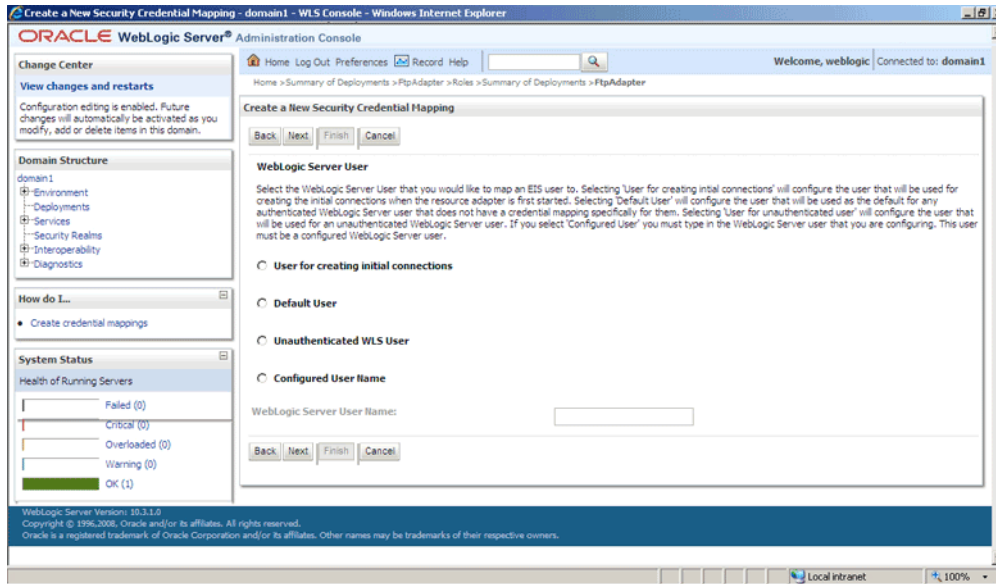 Create a New Security Credential Mapping - domain1 - WLS Console - Windows Internet Explorer
ORACLE WebLogic Server® Administration Console
Change Center
View changes and restarts
Configuration editing is enabled. Future
changes will automatically be activated as you
modify, add or delete items in this domain.
Domain Structure
domain1
Environment
Deployments
Services
Security Realms
Interoperability
Diagnostics
How do I...
Create credential mappings
System Status
Health of Running Servers
Failed (0)
Critical (0)
Overloaded (0)
Warning (0)
OK (1)
Home Log Out Preferences Record Help
Welcome, weblogic Connected to: domain1
Home >Summary of Deployments >FtpAdapter >Roles >Summary of Deployments >FtpAdapter
Create a New Security Credential Mapping
Back Next Finish Cancel
WebLogic Server User
Select the WebLogic Server User that you would like to map an EIS user to. Selecting 'User for creating intial connections' will configure the user that will be used for
creating the initial connections when the resource adapter is first started. Selecting 'Default User' will configure the user that will be used as the default for any
authenticated WebLogic Server user that does not have a credential mapping specifically for them. Selecting 'User for unauthenticated user' will configure the user that
will be used for an unauthenticated WebLogic Server user. If you select 'Configured User' you must type in the WebLogic Server user that you are configuring. This user
must be a configured WebLogic Server user.
User for creating initial connections
Default User
Unauthenticated WLS User
Configured User Name
WebLogic Server User Name:
Back Next Finish Cancel
WebLogic Server Version: 10.3.1.0
Copyright © 1996,2008, Oracle and/or its affiliates. All rights reserved.
Oracle is a registered trademark of Oracle Corporation and/or its affiliates. Other names may be trademarks of their respective owners.
Local intranet
100%